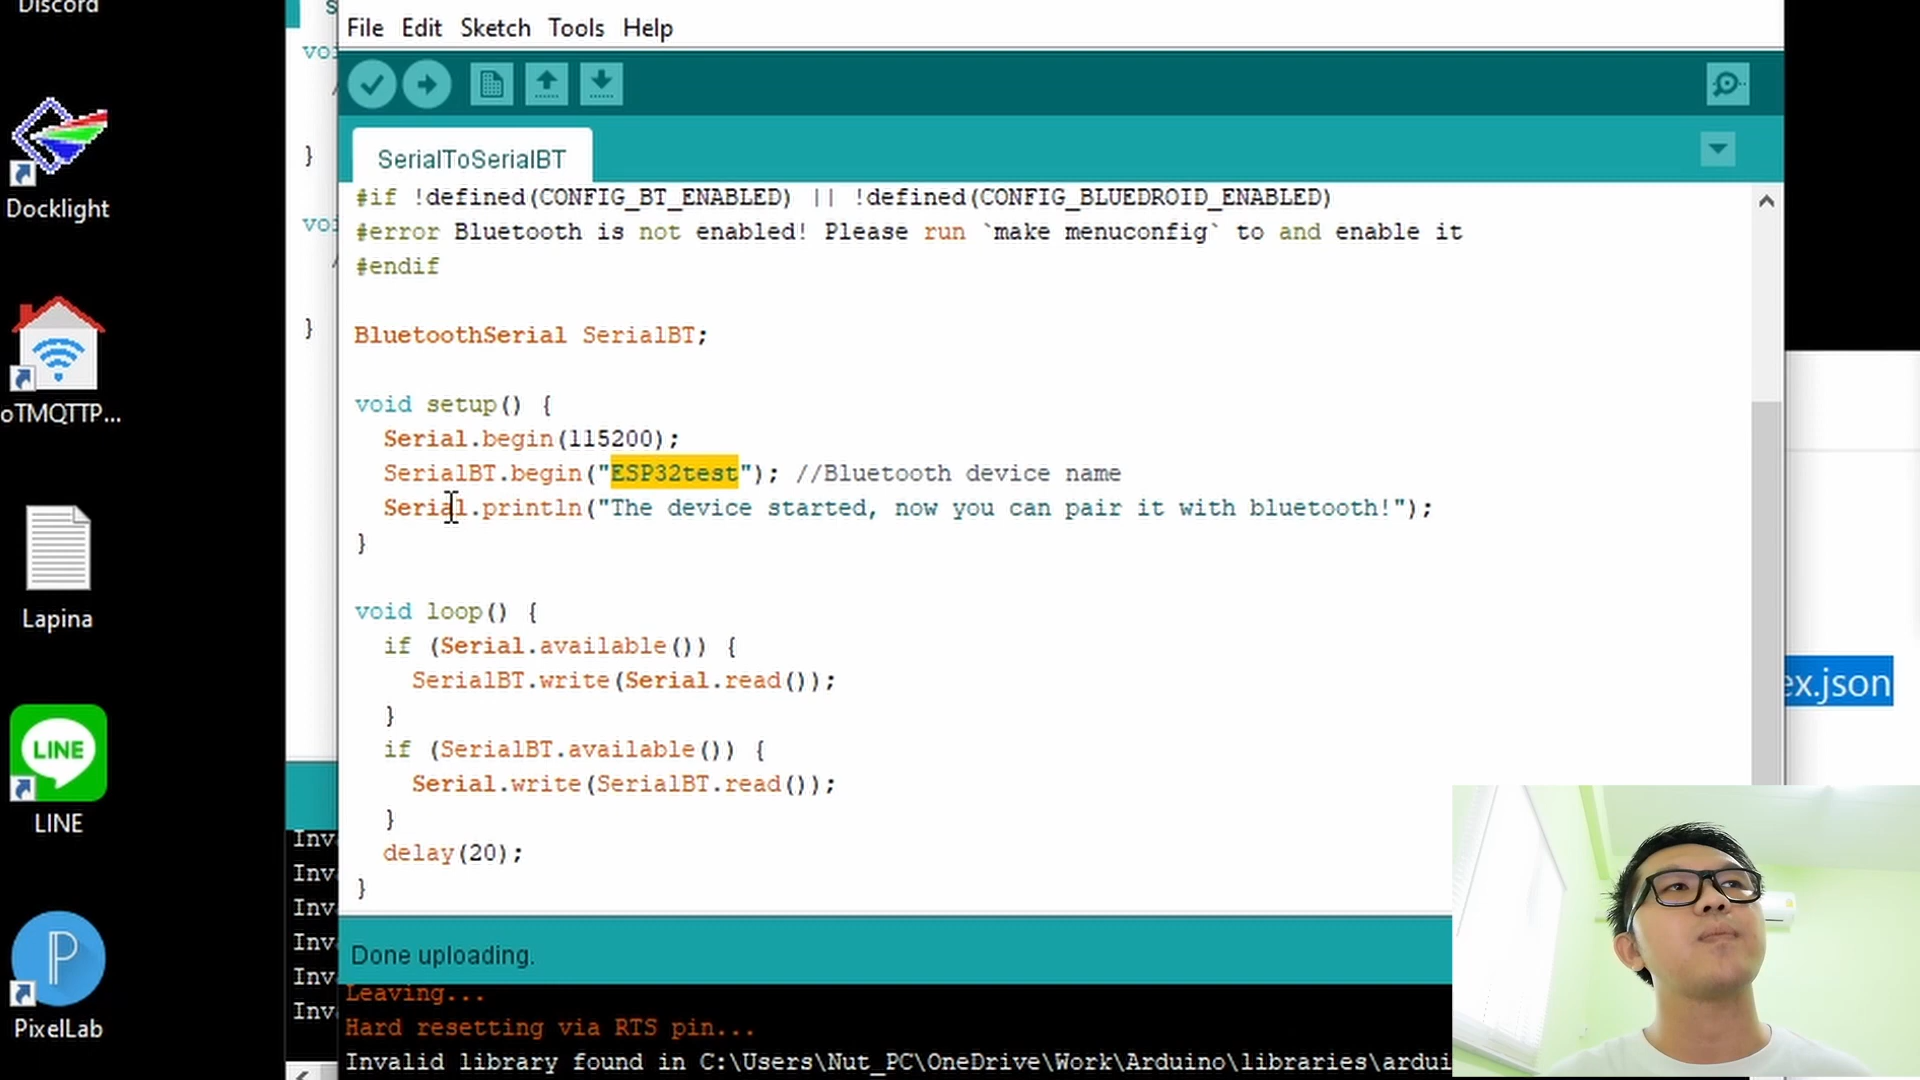 Discord
Docklight
oTMQTTP...
Lapina
LINE
LINE
PixelLab
voi
}
voi
}
Inv
Inv
Inv
Inv
Inv
Inv
File Edit Sketch Tools Help
SerialToSerialBT
#if !defined(CONFIG_BT_ENABLED) || !defined(CONFIG_BLUEDROID_ENABLED)
#error Bluetooth is not enabled! Please run `make menuconfig` to and enable it
#endif
BluetoothSerial SerialBT;
void setup() {
Serial.begin(115200);
SerialBT.begin("ESP32test"); //Bluetooth device name
Serial.println("The device started, now you can pair it with bluetooth!");
}
void loop() {
if (Serial.available()) {
SerialBT.write(Serial.read());
}
if (SerialBT.available()) {
Serial.write(SerialBT.read());
}
delay(20);
}
Done uploading.
Leaving...
Hard resetting via RTS pin...
Invalid library found in C:\Users\Nut_PC\OneDrive\Work\Arduino\libraries\ardui
ex.json